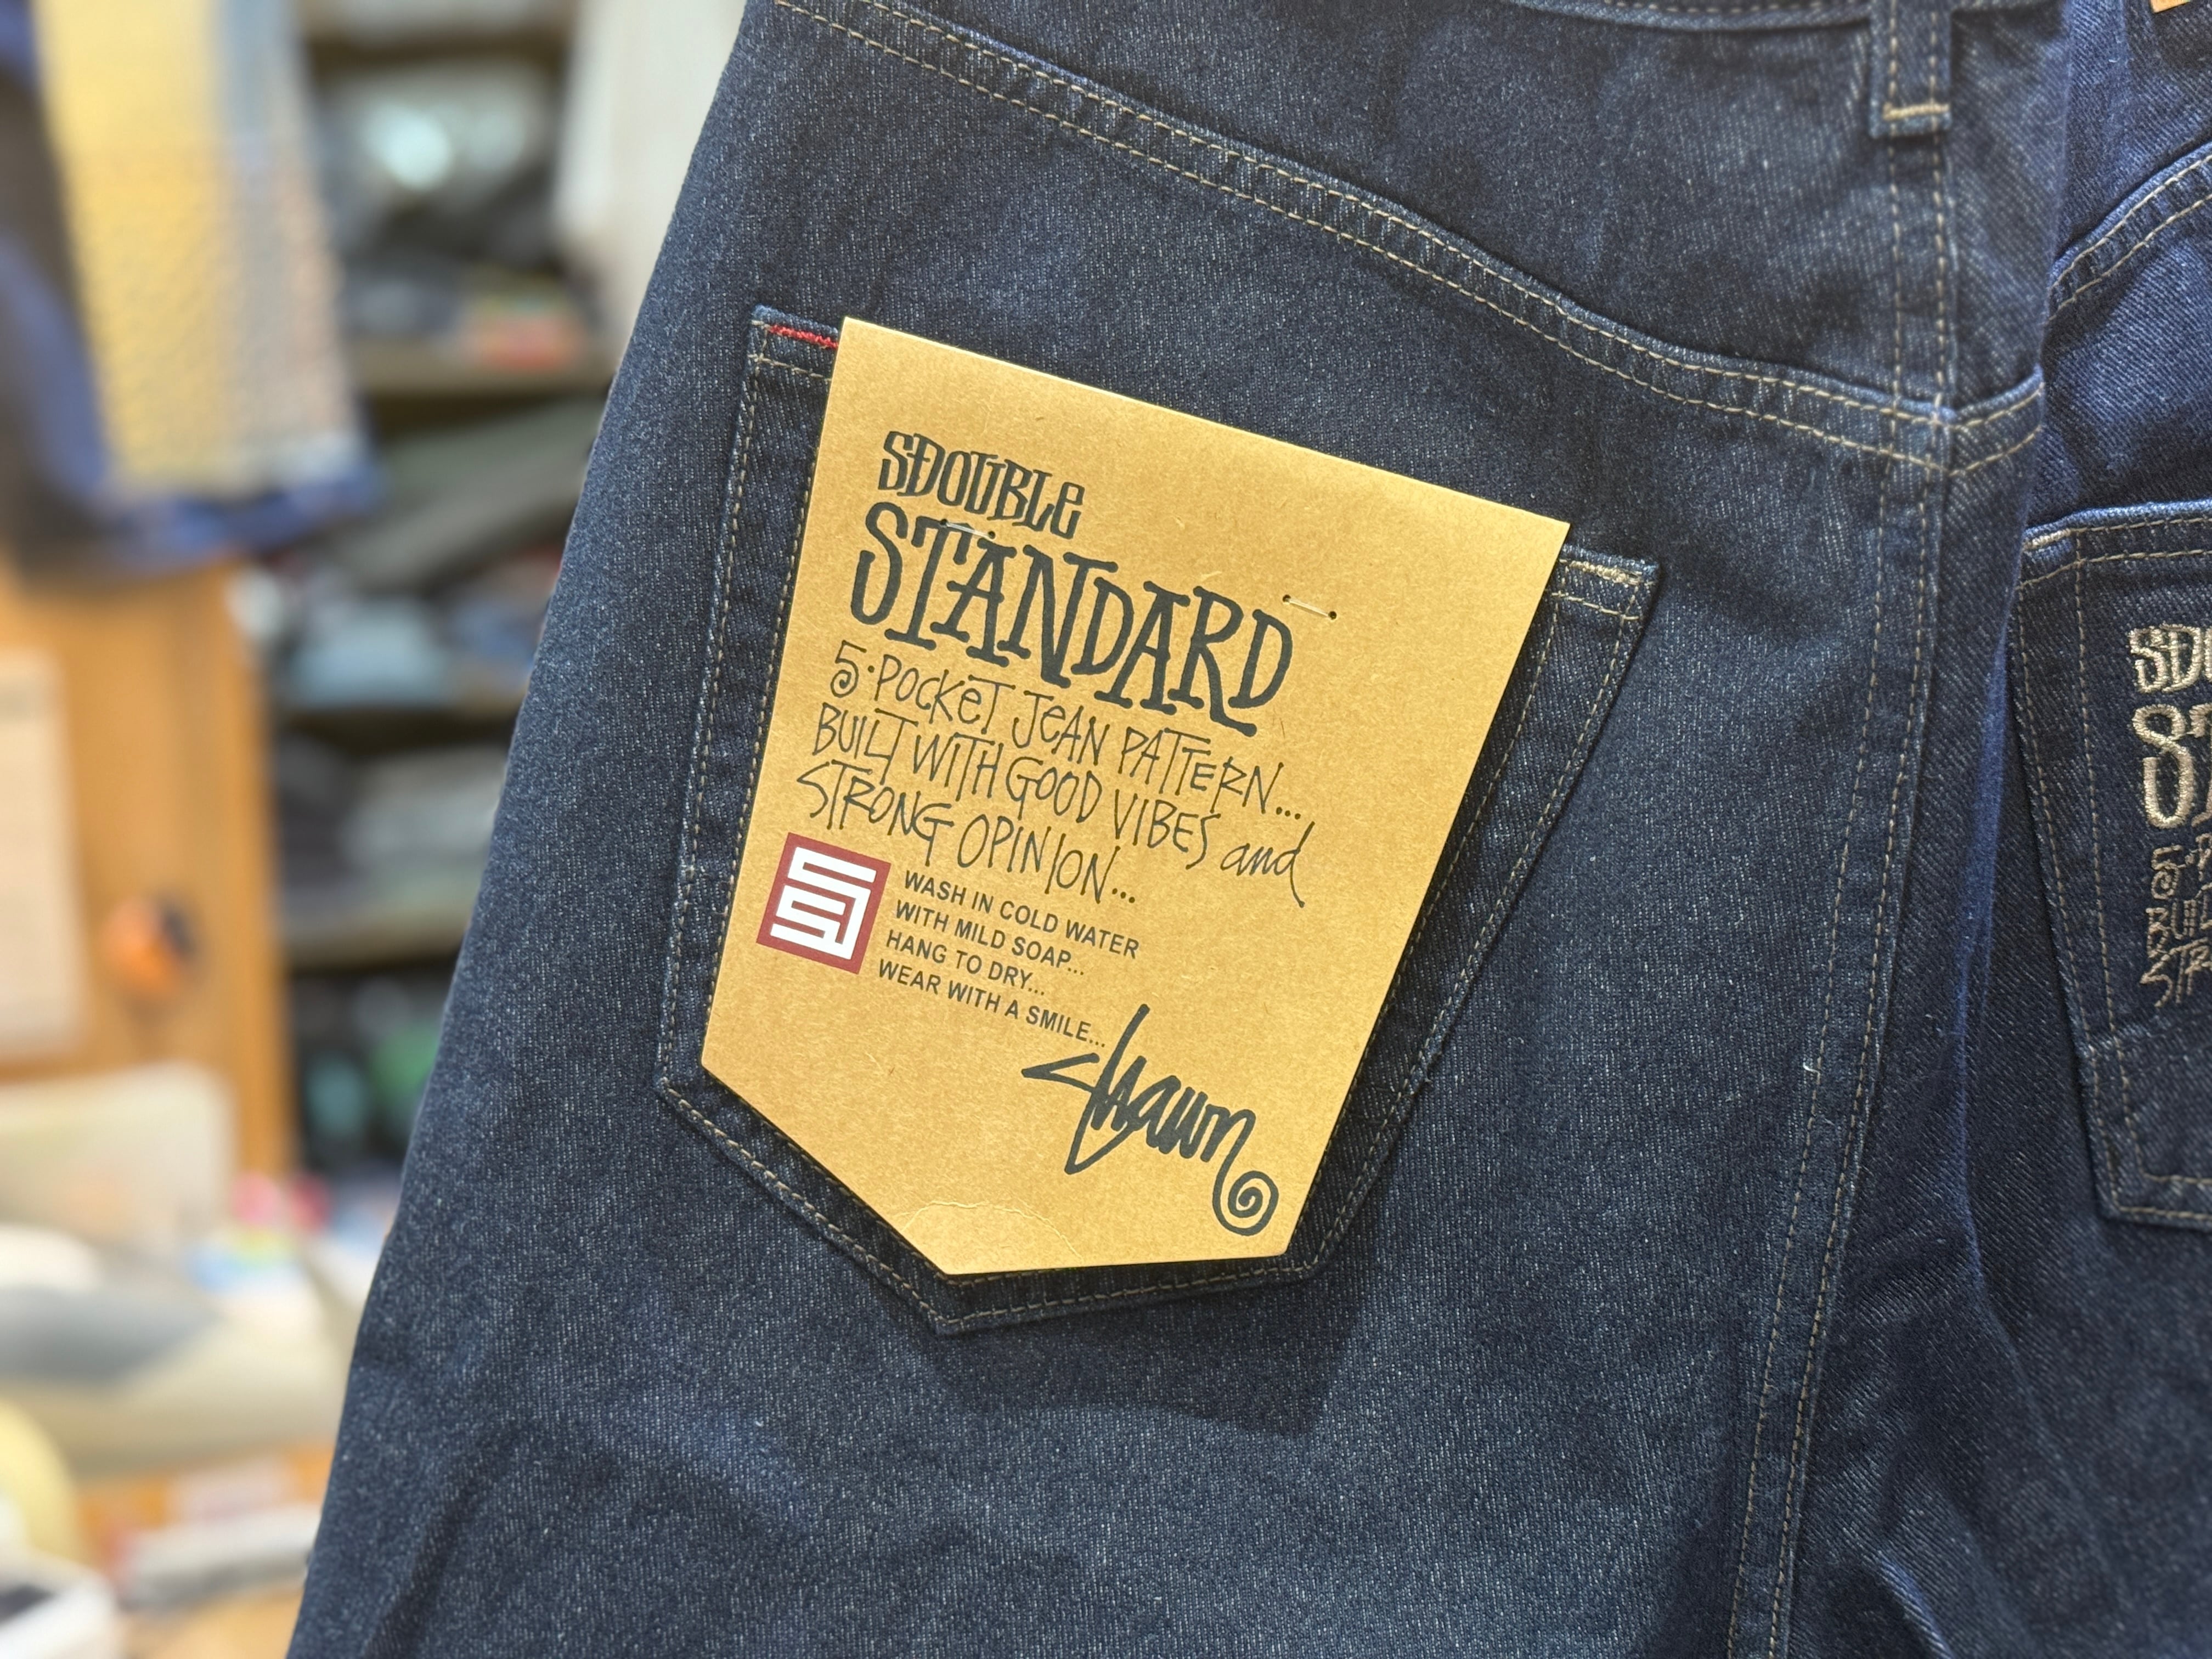 SDOUBLE
STANDARD
5·POCKET JEAN PATTERN...
BUILT WITH GOOD VIBES and
STRONG OPINION...
WASH IN COLD WATER
WITH MILD SOAP...
HANG TO DRY...
WEAR WITH A SMILE...
Shawn